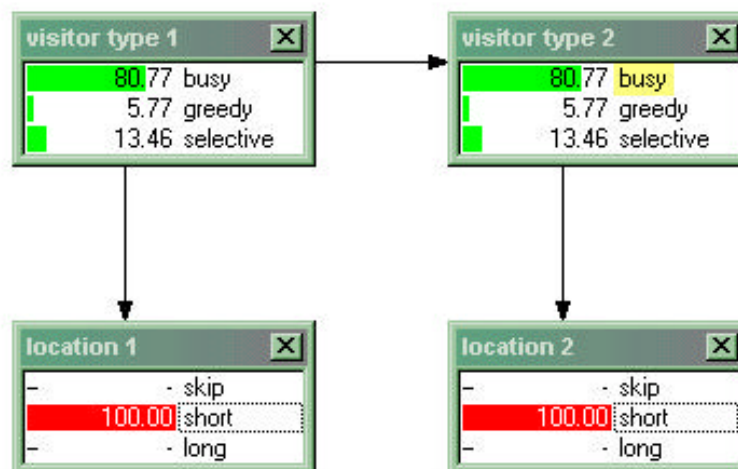 visitor type 1
80.77 busy
5.77 greedy
13.46 selective
visitor type 2
80.77 busy
5.77 greedy
13.46 selective
location 1
- - skip
100.00 short
- - long
location 2
- - skip
100.00 short
- - long